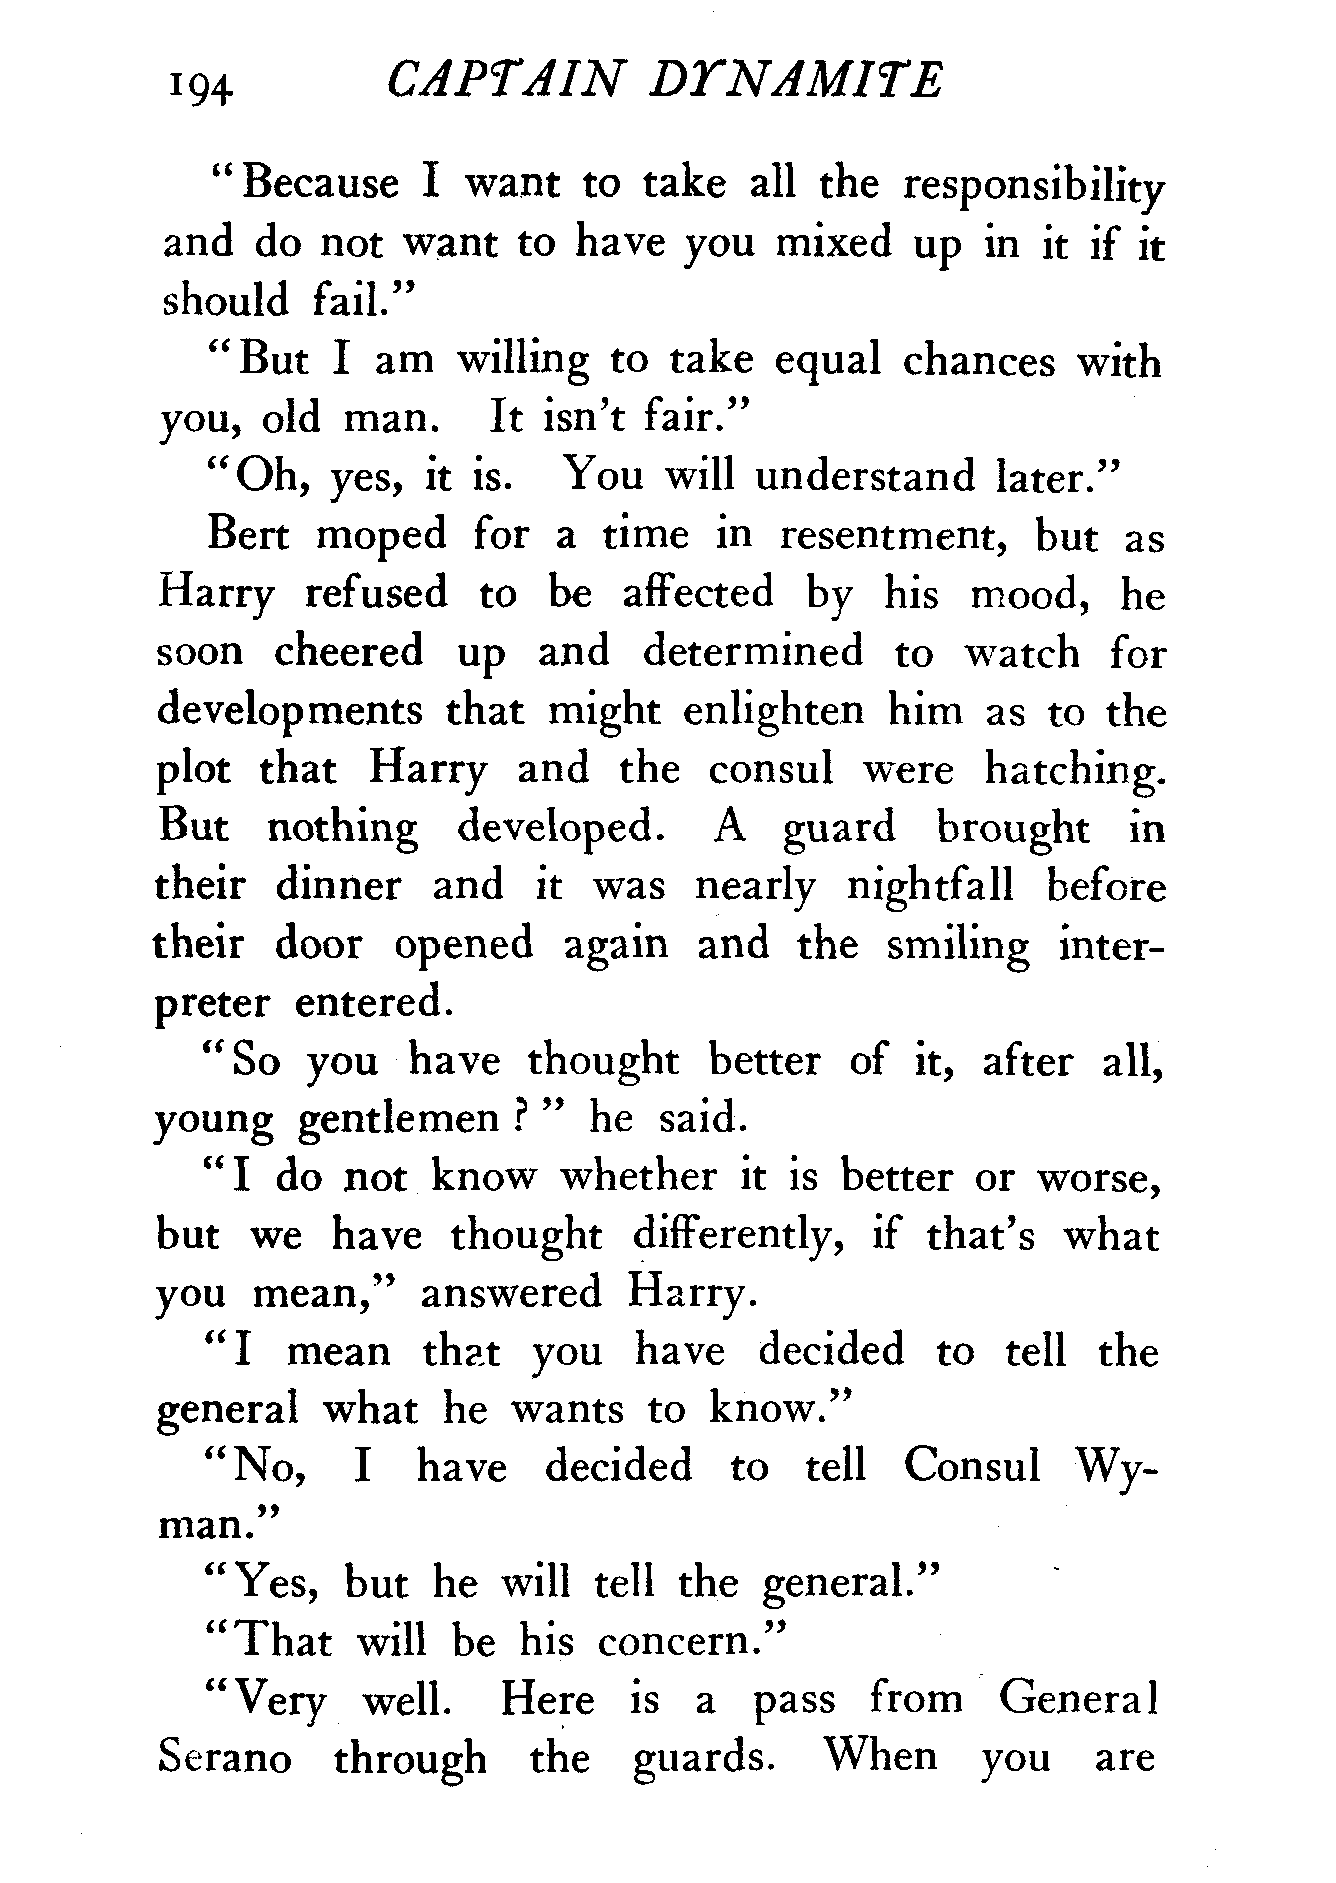 194 CAPTAIN DYNAMITE
"Because I want to take all the responsibility
and do not want to have you mixed up in it if it
should fail."
"But I am willing to take equal chances with
you, old man. It isn't fair."
"Oh, yes, it is. You will understand later."
Bert moped for a time in resentment, but as
Harry refused to be affected by his mood, he
soon cheered up and determined to watch for
developments that might enlighten him as to the
plot that Harry and the consul were hatching.
But nothing developed. A guard brought in
their dinner and it was nearly nightfall before
their door opened again and the smiling inter-
preter entered.
"So you have thought better of it, after all,
young gentlemen?" he said.
"I do not know whether it is better or worse,
but we have thought differently, if that's what
you mean," answered Harry.
"I mean that you have decided to tell the
general what he wants to know."
"No, I have decided to tell Consul Wy-
man."
"Yes, but he will tell the general."
"That will be his concern."
"Very well. Here is a pass from General
Serano through the guards. When you are